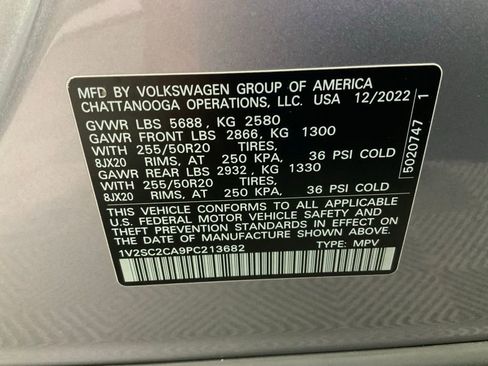 MFD BY VOLKSWAGEN GROUP OF AMERICA
CHATTANOOGA OPERATIONS, LLC. USA 12/2022
GVWR LBS 5688, KG 2580
GAWR FRONT LBS 2866, KG 1300
WITH 255/50R20 TIRES,
8JX20 RIMS, AT 250 KPA, 36 PSI COLD
GAWR REAR LBS 2932, KG 1330
WITH 255/50R20 TIRES,
8JX20 RIMS, AT 250 KPA, 36 PSI COLD
THIS VEHICLE CONFORMS TO ALL APPLICABLE
U.S. FEDERAL MOTOR VEHICLE SAFETY AND
THEFT PREVENTION STANDARDS IN EFFECT
ON THE DATE OF MANUFACTURE SHOWN ABOVE.
1V2SC2CA9PC213682 TYPE: MPV
5020747 1